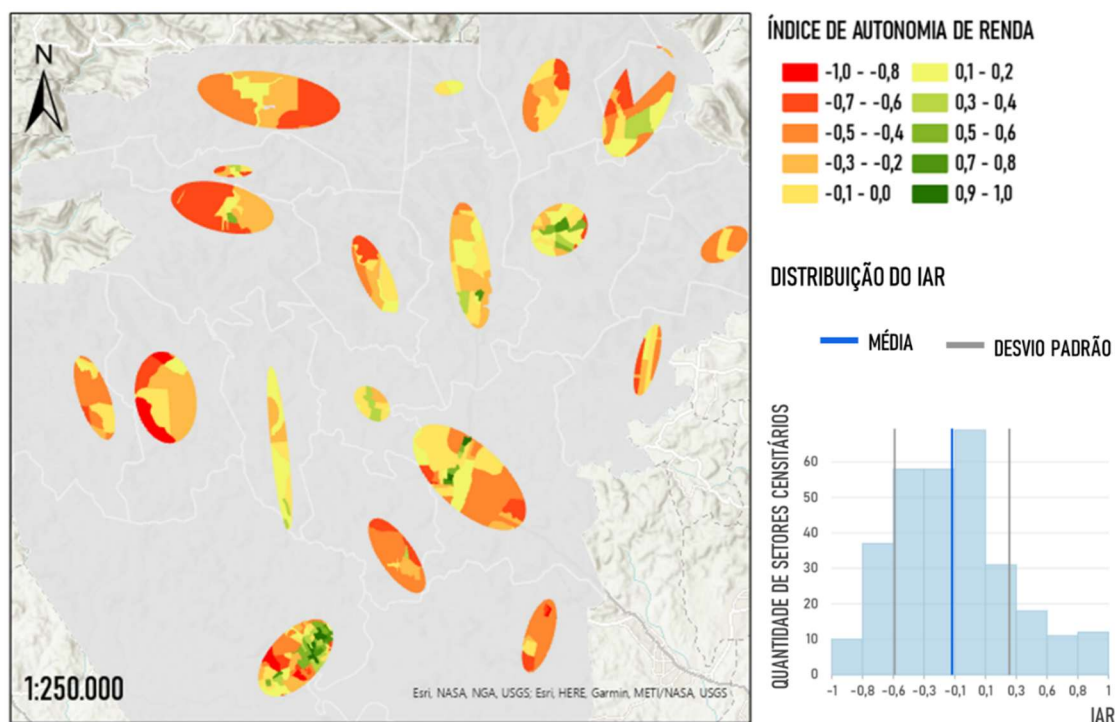 N
1:250.000
Esri, NASA, NGA, USGS; Esri, HERE, Garmin, METI/NASA, USGS
ÍNDICE DE AUTONOMIA DE RENDA
-1,0 - -0,8
0,1 - 0,2
-0,7 - -0,6
0,3 - 0,4
-0,5 - -0,4
0,5 - 0,6
-0,3 - -0,2
0,7 - 0,8
-0,1 - 0,0
0,9 - 1,0
DISTRIBUIÇÃO DO IAR
MÉDIA
DESVIO PADRÃO
QUANTIDADE DE SETORES CENSITÁRIOS
60
50
40
30
20
10
0
-1 -0,8 -0,6 -0,3 -0,1 0,1 0,3 0,6 0,8 1
IAR